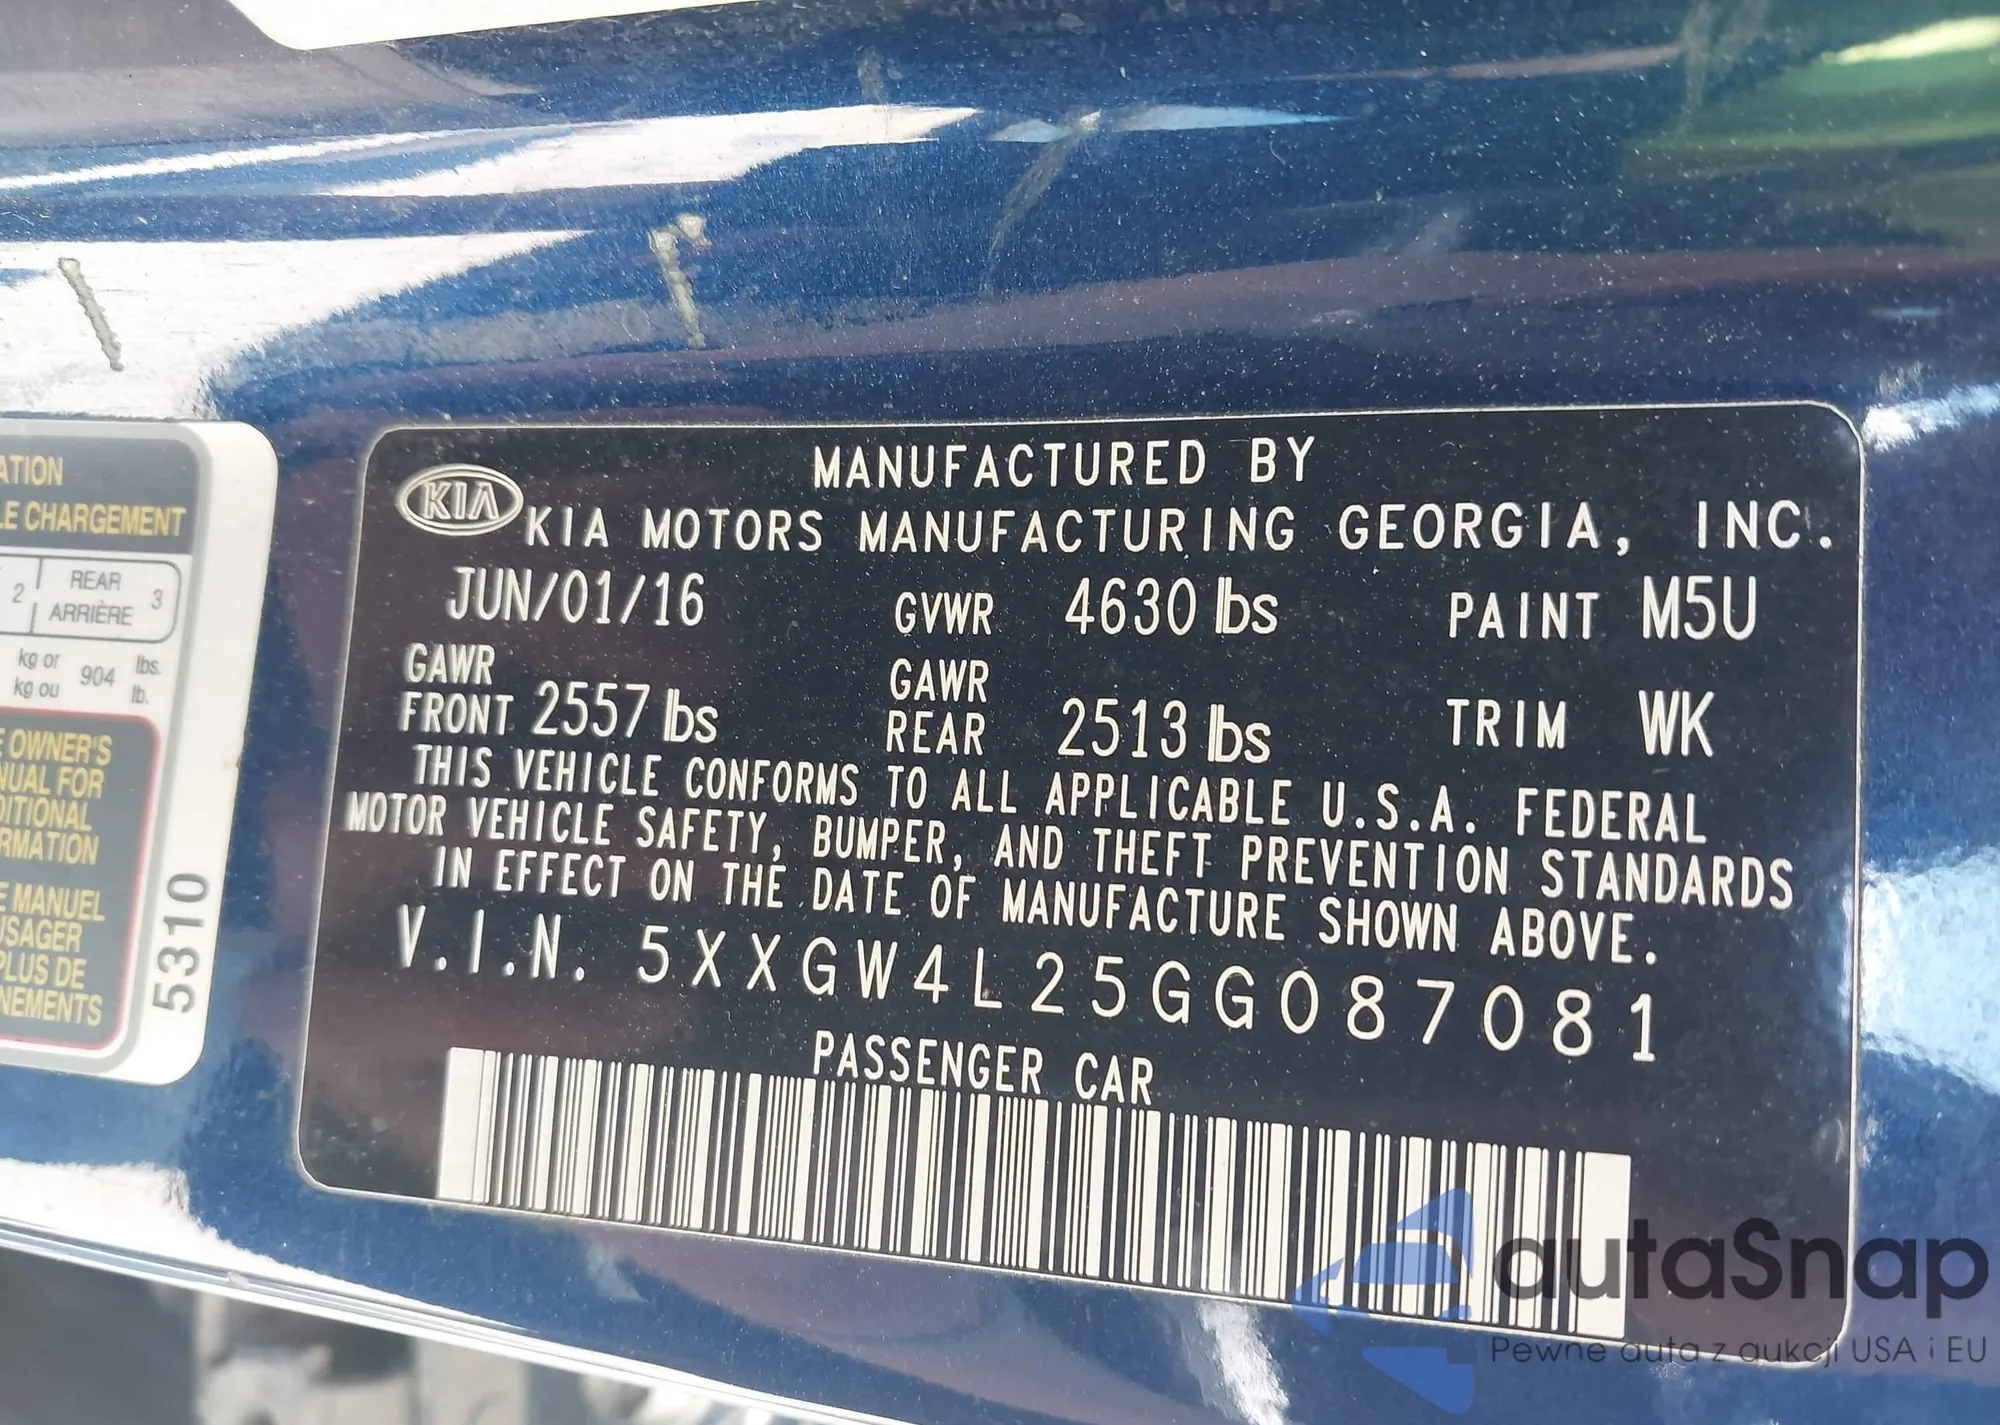 ATION
LE CHARGEMENT
2 REAR 3
ARRIÈRE
kg or 904 lbs.
kg ou lb.
E OWNER'S
NUAL FOR
DITIONAL
RMATION
E MANUEL
USAGER
PLUS DE
NEMENTS
5310
MANUFACTURED BY
KIA KIA MOTORS MANUFACTURING GEORGIA, INC.
JUN/01/16 GVWR 4630 lbs PAINT M5U
GAWR FRONT 2557 lbs GAWR REAR 2513 lbs TRIM WK
THIS VEHICLE CONFORMS TO ALL APPLICABLE U.S.A. FEDERAL
MOTOR VEHICLE SAFETY, BUMPER, AND THEFT PREVENTION STANDARDS
IN EFFECT ON THE DATE OF MANUFACTURE SHOWN ABOVE.
V.I.N. 5XXGW4L25GG087081
PASSENGER CAR
autaSnap
Pewne auta z aukcji USA i EU